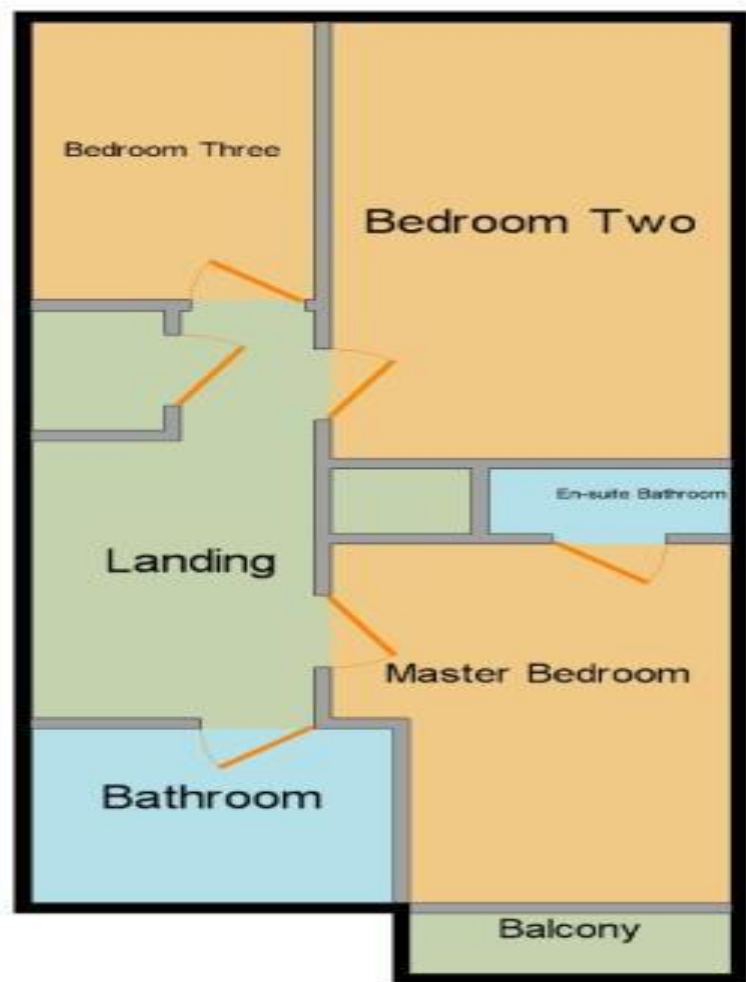 Bedroom Three
Bedroom Two
En-suite Bathroom
Landing
Master Bedroom
Bathroom
Balcony